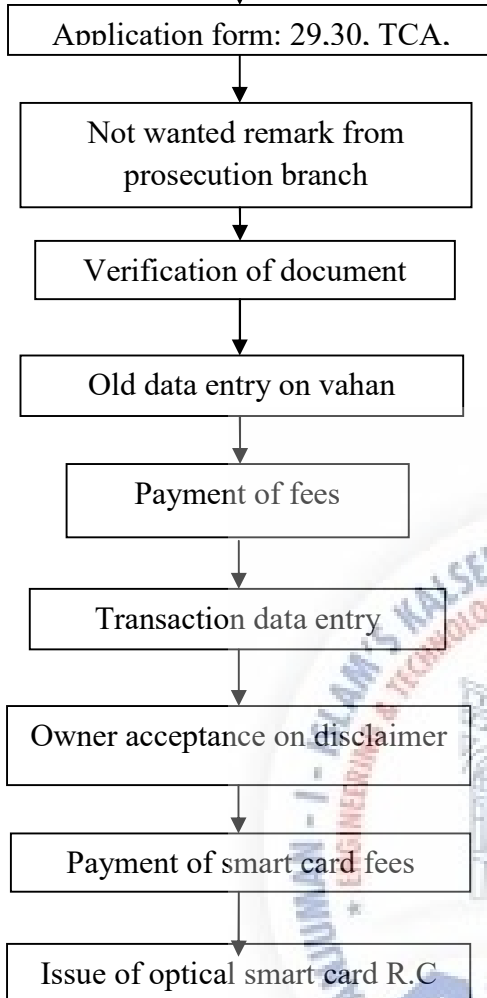 Application form: 29,30, TCA,
Not wanted remark from
prosecution branch
Verification of document
Old data entry on vahan
Payment of fees
Transaction data entry
Owner acceptance on disclaimer
Payment of smart card fees
Issue of optical smart card R.C
- I - ISLAM'S
ENGINEERING &